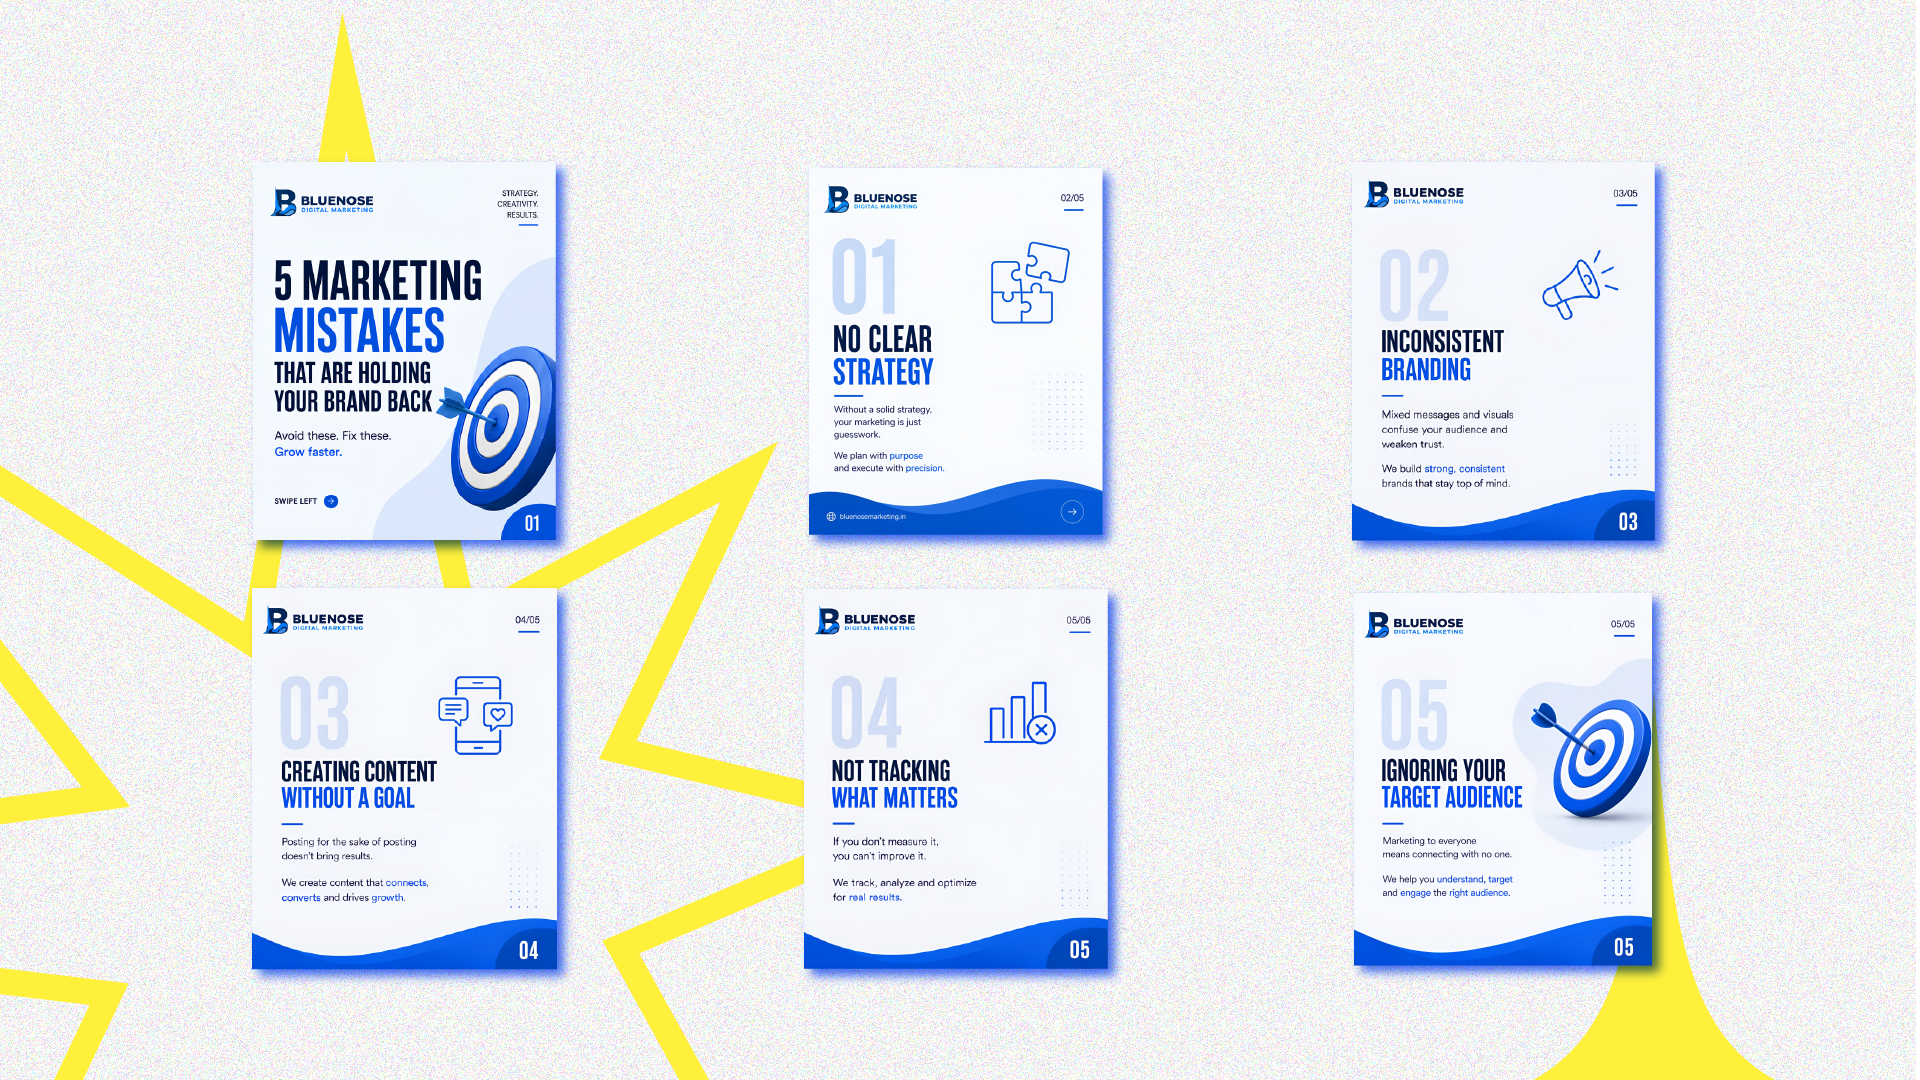 BLUENOSE
DIGITAL MARKETING
STRATEGY.
CREATIVITY.
RESULTS.
5 MARKETING
MISTAKES
THAT ARE HOLDING
YOUR BRAND BACK
Avoid these. Fix these.
Grow faster.
SWIPE LEFT
01
BLUENOSE
DIGITAL MARKETING
02/05
01
NO CLEAR
STRATEGY
Without a solid strategy,
your marketing is just
guesswork.
We plan with purpose
and execute with precision.
bluenosemarketing.in
BLUENOSE
DIGITAL MARKETING
03/05
02
INCONSISTENT
BRANDING
Mixed messages and visuals
confuse your audience and
weaken trust.
We build strong, consistent
brands that stay top of mind.
03
BLUENOSE
DIGITAL MARKETING
04/05
03
CREATING CONTENT
WITHOUT A GOAL
Posting for the sake of posting
doesn't bring results.
We create content that connects,
converts and drives growth.
04
BLUENOSE
DIGITAL MARKETING
05/05
04
NOT TRACKING
WHAT MATTERS
If you don't measure it,
you can't improve it.
We track, analyze and optimize
for real results.
05
BLUENOSE
DIGITAL MARKETING
05/05
05
IGNORING YOUR
TARGET AUDIENCE
Marketing to everyone
means connecting with no one.
We help you understand, target
and engage the right audience.
05